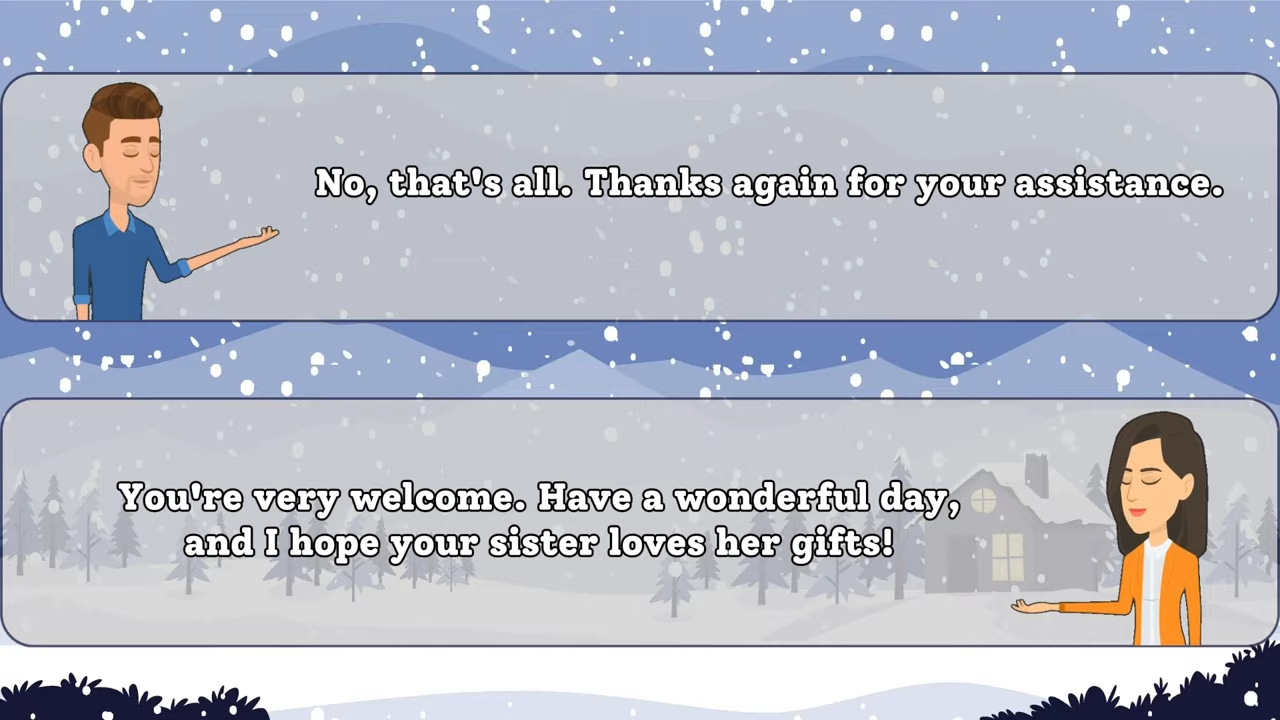 No, that's all. Thanks again for your assistance.
You're very welcome. Have a wonderful day,
and I hope your sister loves her gifts!